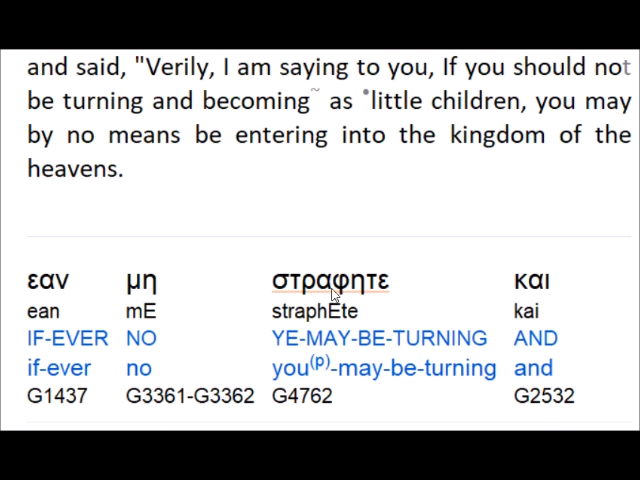 and said, "Verily, I am saying to you, If you should not
be turning and becoming~ as •little children, you may
by no means be entering into the kingdom of the
heavens.
εαν μη στραφητε και
ean mE straphEte kai
IF-EVER NO YE-MAY-BE-TURNING AND
if-ever no you(p)-may-be-turning and
G1437 G3361-G3362 G4762 G2532